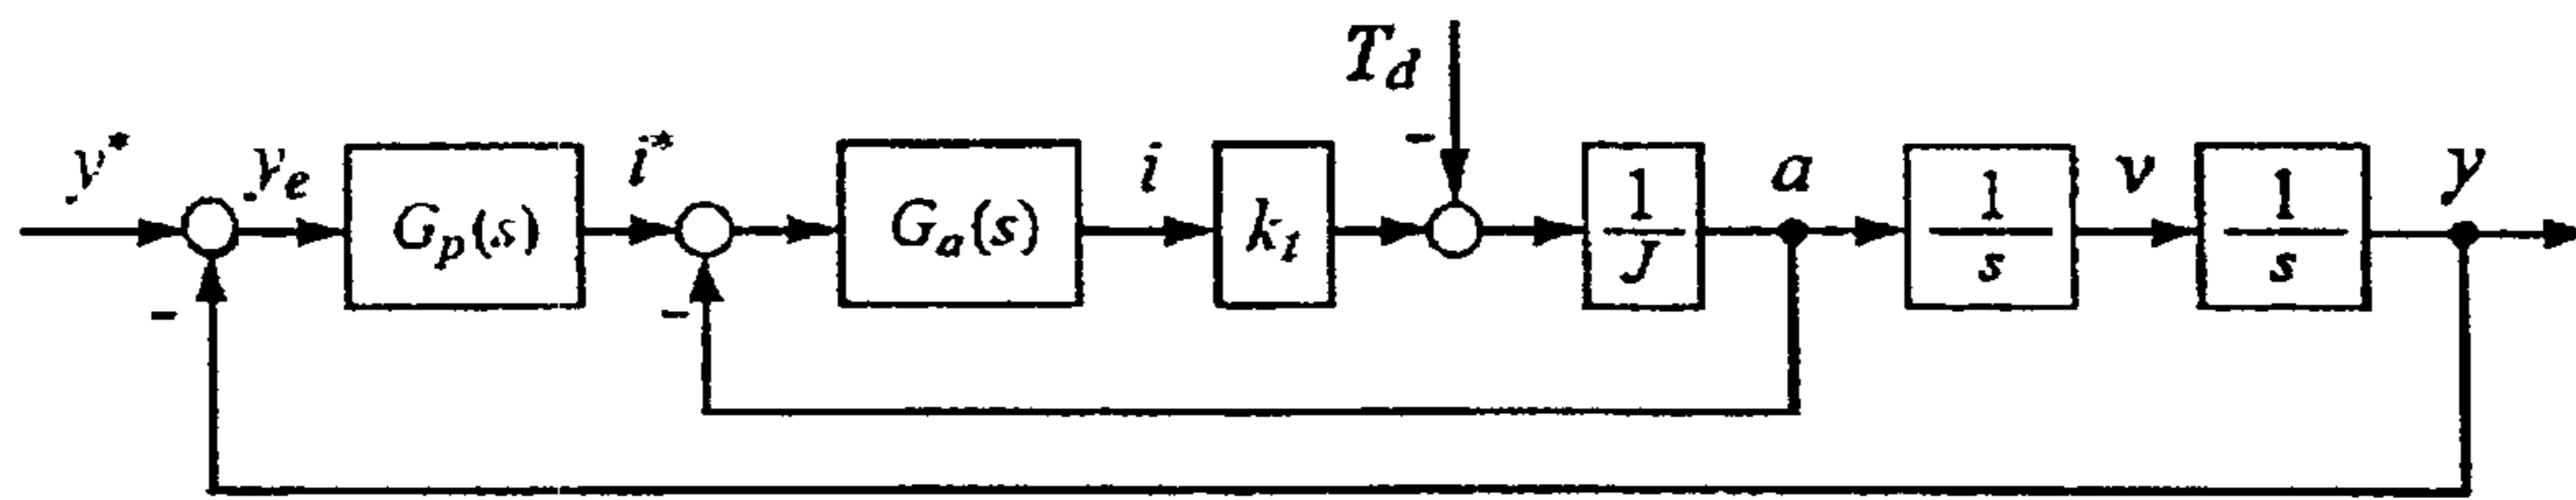 T_d
y* y_e G_p(s) i* G_a(s) i k_t 1/J a 1/s v 1/s y
- - -